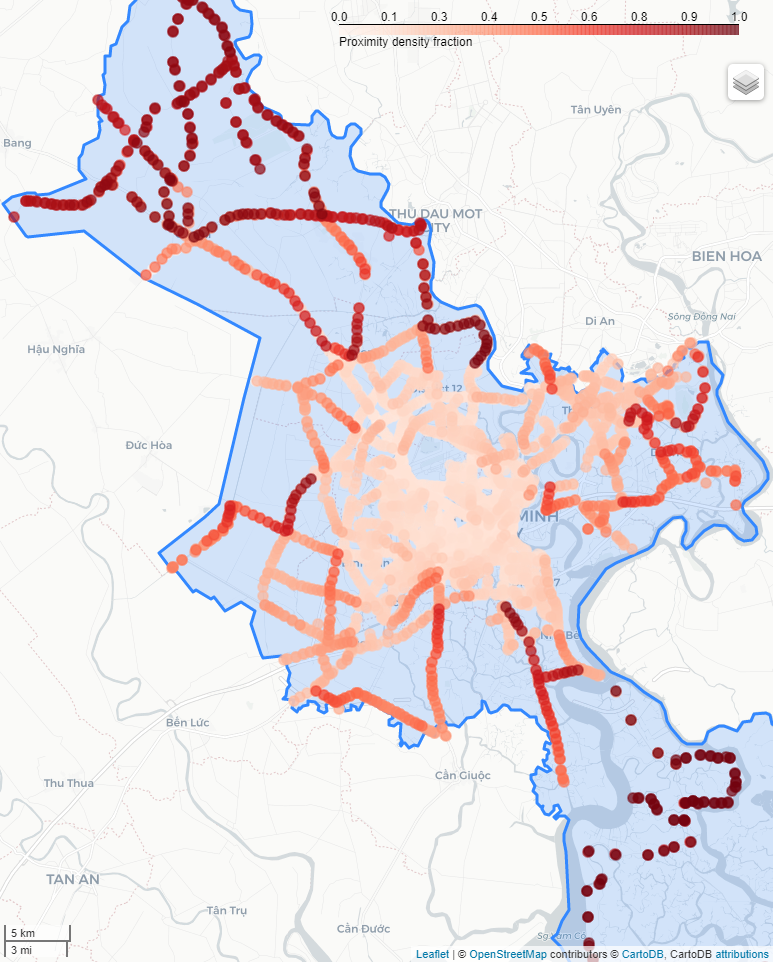 0.0 0.1 0.3 0.4 0.5 0.6 0.8 0.9 1.0
Proximity density fraction
Tân Uyên
Bang
THU DAU MOT
CITY
BIEN HOA
Sông Đồng Nai
Di An
Hậu Nghĩa
12
Đức Hòa
MINH
7
Bến Lức
Cần Giuộc
Thu Thua
TAN AN
Tân Trụ
Cần Đước
5 km
3 mi
Leaflet | © OpenStreetMap contributors © CartoDB, CartoDB attributions